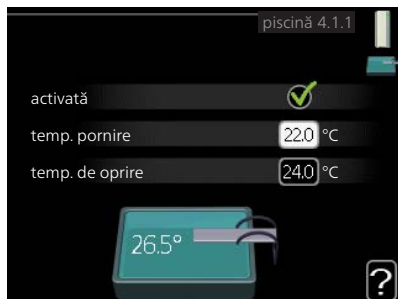 piscină 4.1.1
activată
temp. pornire 22.0 °C
temp. de oprire 24.0 °C
26.5°
?